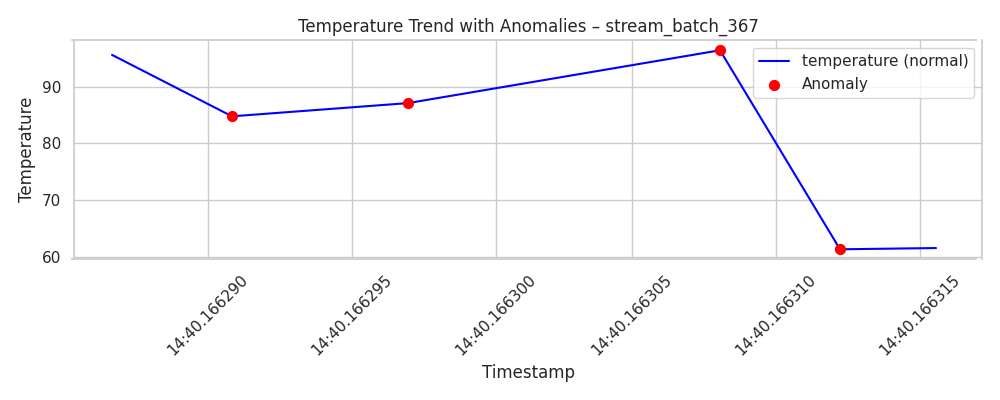 Temperature Trend with Anomalies – stream_batch_367
temperature (normal)
Anomaly
Temperature
90
80
70
60
14:40.166290
14:40.166295
14:40.166300
14:40.166305
14:40.166310
14:40.166315
Timestamp